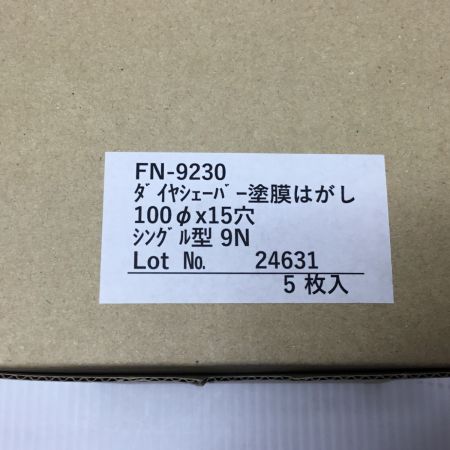 FN-9230
ﾀﾞｲﾔｼｪｰﾊﾞｰ塗膜はがし
100φx15穴
ｼﾝｸﾞﾙ型 9N
Lot № 24631
5 枚入